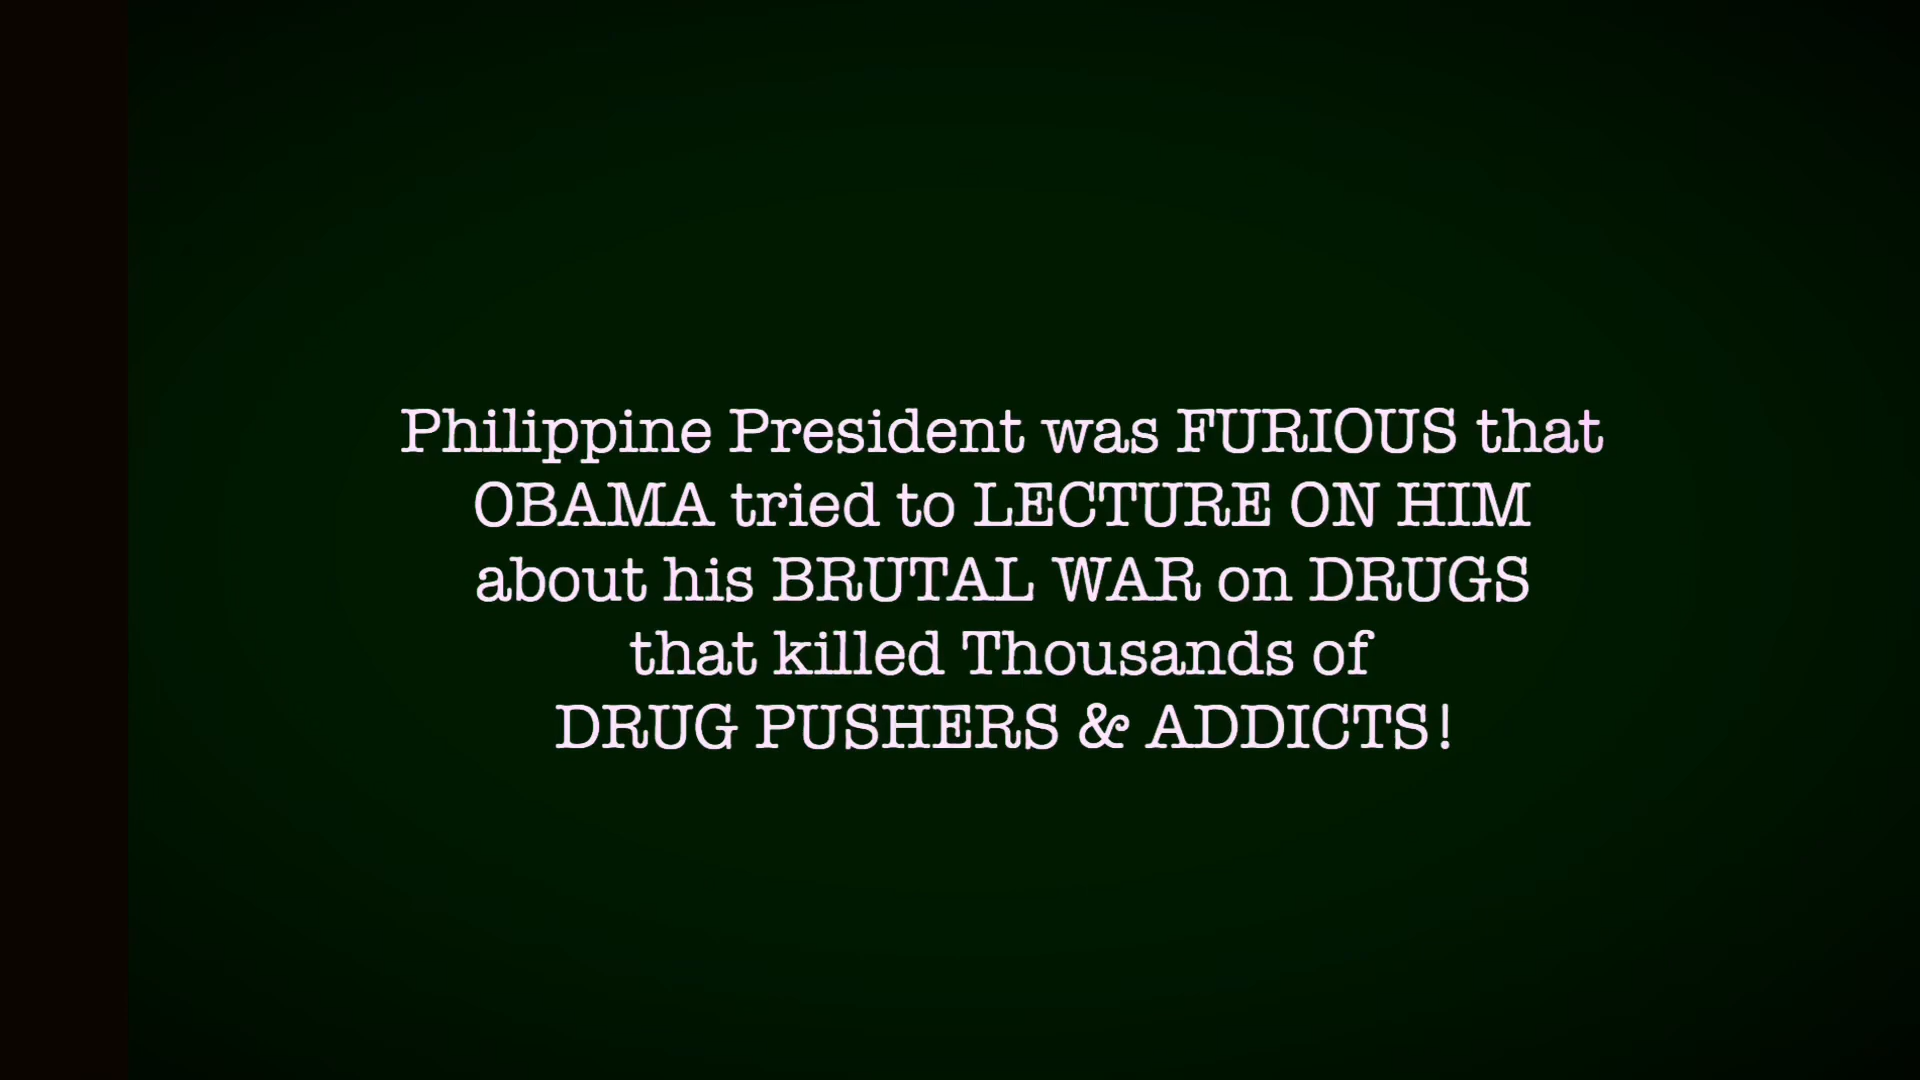 Philippine President was FURIOUS that
OBAMA tried to LECTURE ON HIM
about his BRUTAL WAR on DRUGS
that killed Thousands of
DRUG PUSHERS & ADDICTS!